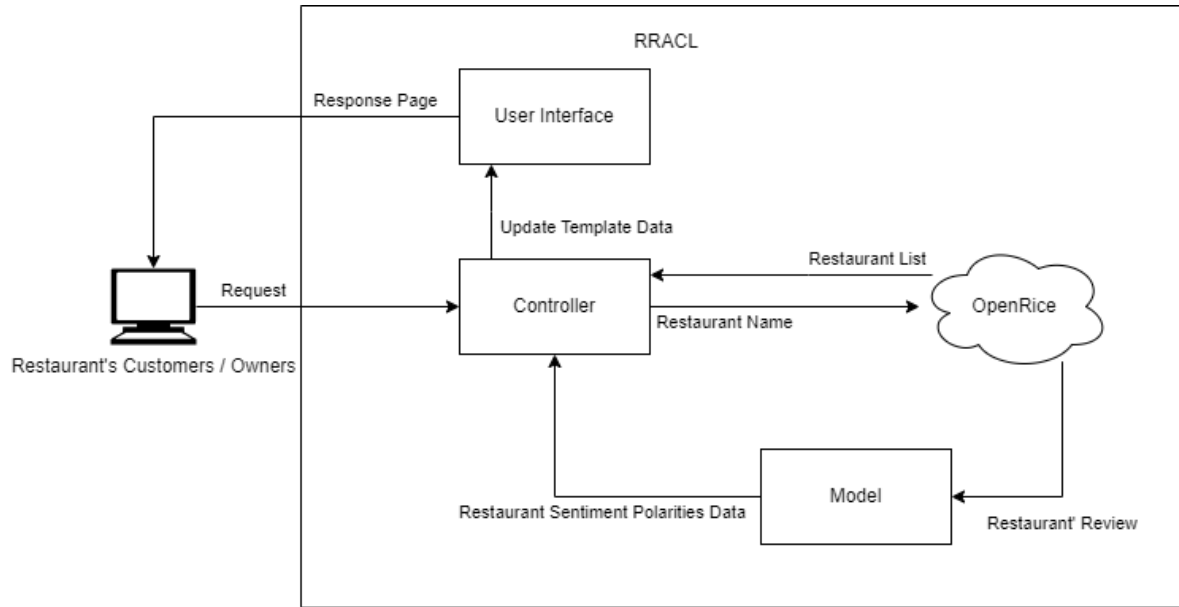 RRACL
Response Page
User Interface
Update Template Data
Restaurant List
Request
Controller
OpenRice
Restaurant Name
Restaurant's Customers / Owners
Model
Restaurant Sentiment Polarities Data
Restaurant' Review